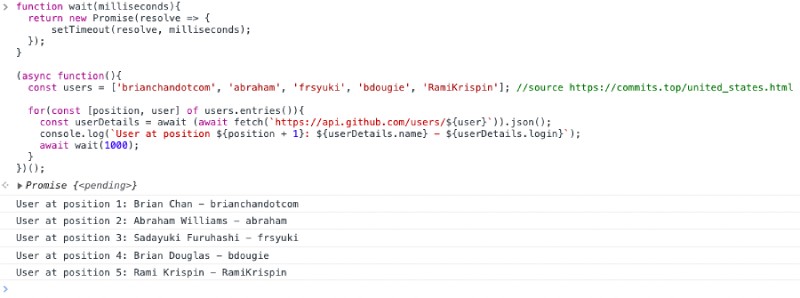 function wait(milliseconds){
return new Promise(resolve => {
setTimeout(resolve, milliseconds);
});
}
(async function(){
const users = ['brianchandotcom', 'abraham', 'frsyuki', 'bdougie', 'RamiKrispin']; //source https://commits.top/united_states.html
for(const [position, user] of users.entries()){
const userDetails = await (await fetch(`https://api.github.com/users/${user}`)).json();
console.log(`User at position ${position + 1}: ${userDetails.name} - ${userDetails.login}`);
await wait(1000);
}
})();
Promise {<pending>}
User at position 1: Brian Chan - brianchandotcom
User at position 2: Abraham Williams - abraham
User at position 3: Sadayuki Furuhashi - frsyuki
User at position 4: Brian Douglas - bdougie
User at position 5: Rami Krispin - RamiKrispin